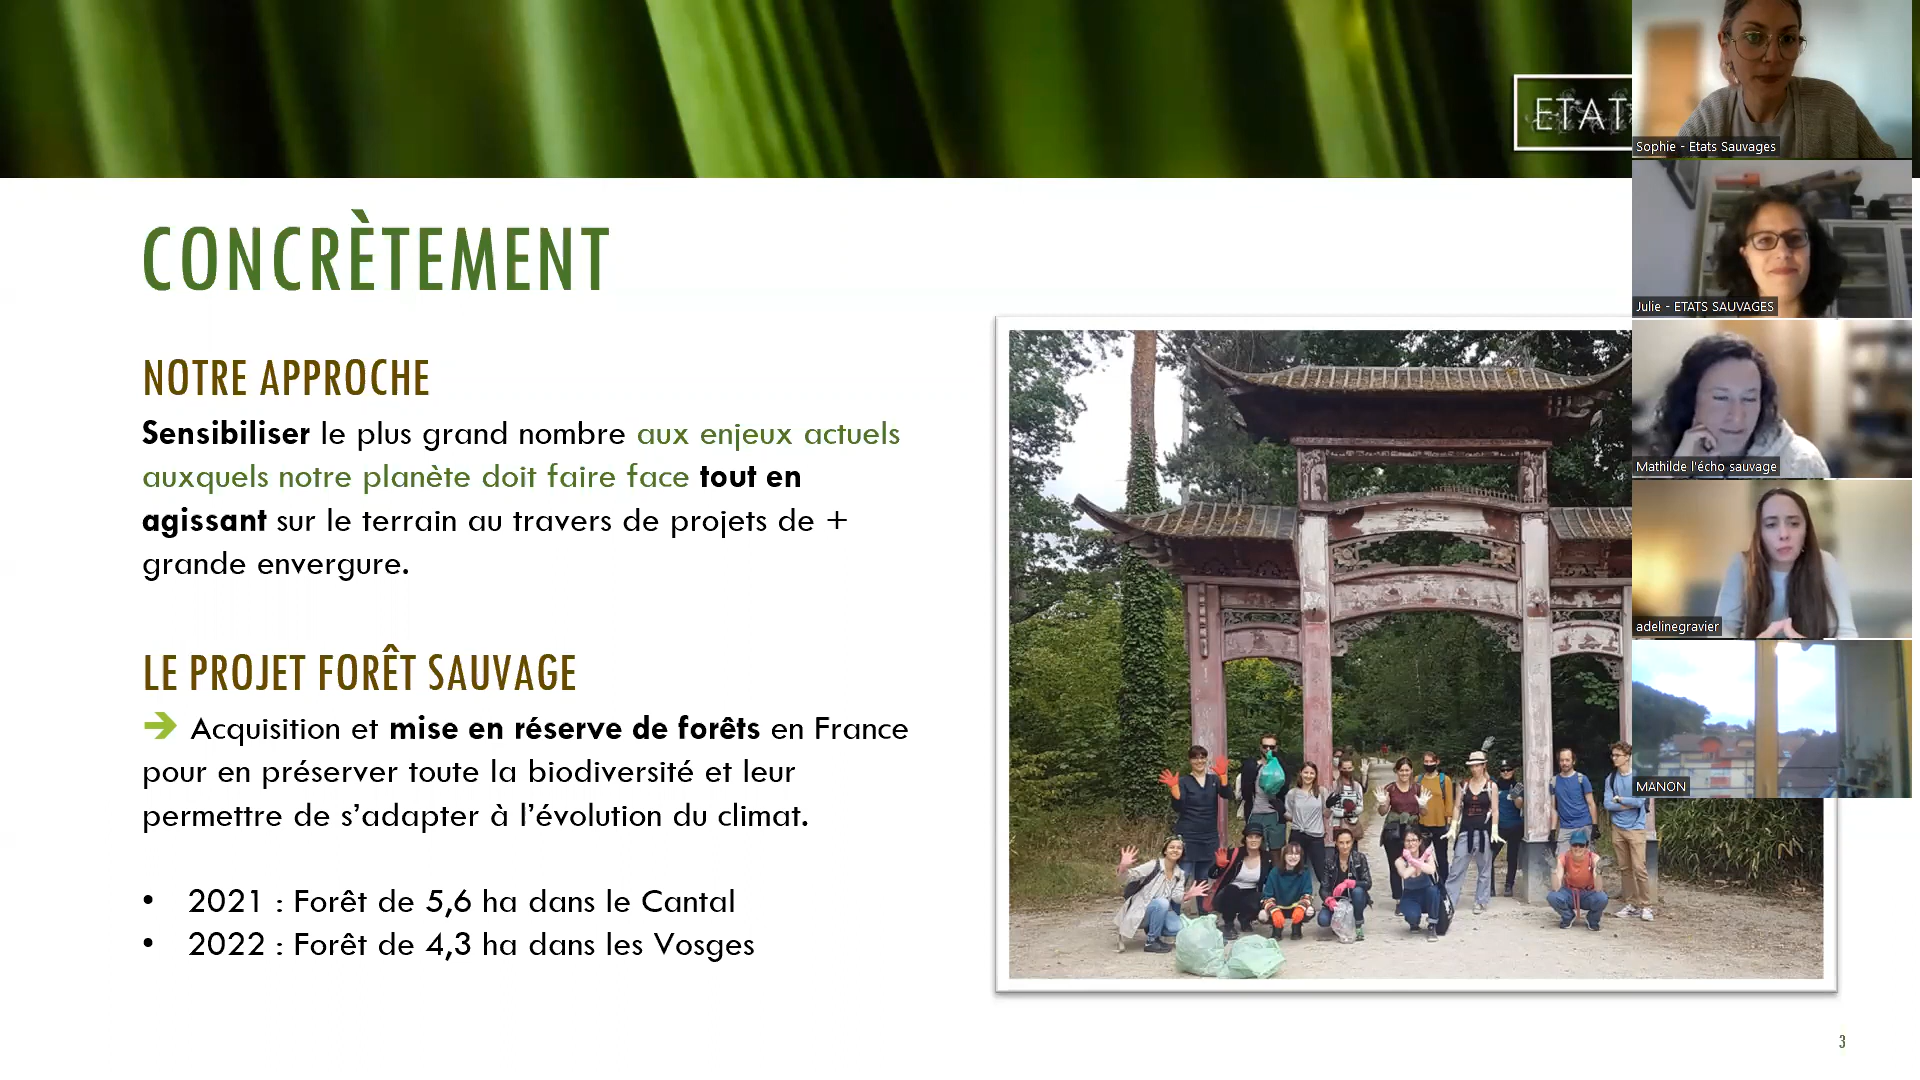 ETAT
CONCRÈTEMENT
NOTRE APPROCHE
Sensibiliser le plus grand nombre aux enjeux actuels
auxquels notre planète doit faire face tout en
agissant sur le terrain au travers de projets de +
grande envergure.
LE PROJET FORÊT SAUVAGE
➔ Acquisition et mise en réserve de forêts en France
pour en préserver toute la biodiversité et leur
permettre de s’adapter à l’évolution du climat.
• 2021 : Forêt de 5,6 ha dans le Cantal
• 2022 : Forêt de 4,3 ha dans les Vosges
Sophie - Etats Sauvages
Julie - ETATS SAUVAGES
Mathilde l'écho sauvage
adelinegravier
MANON
3